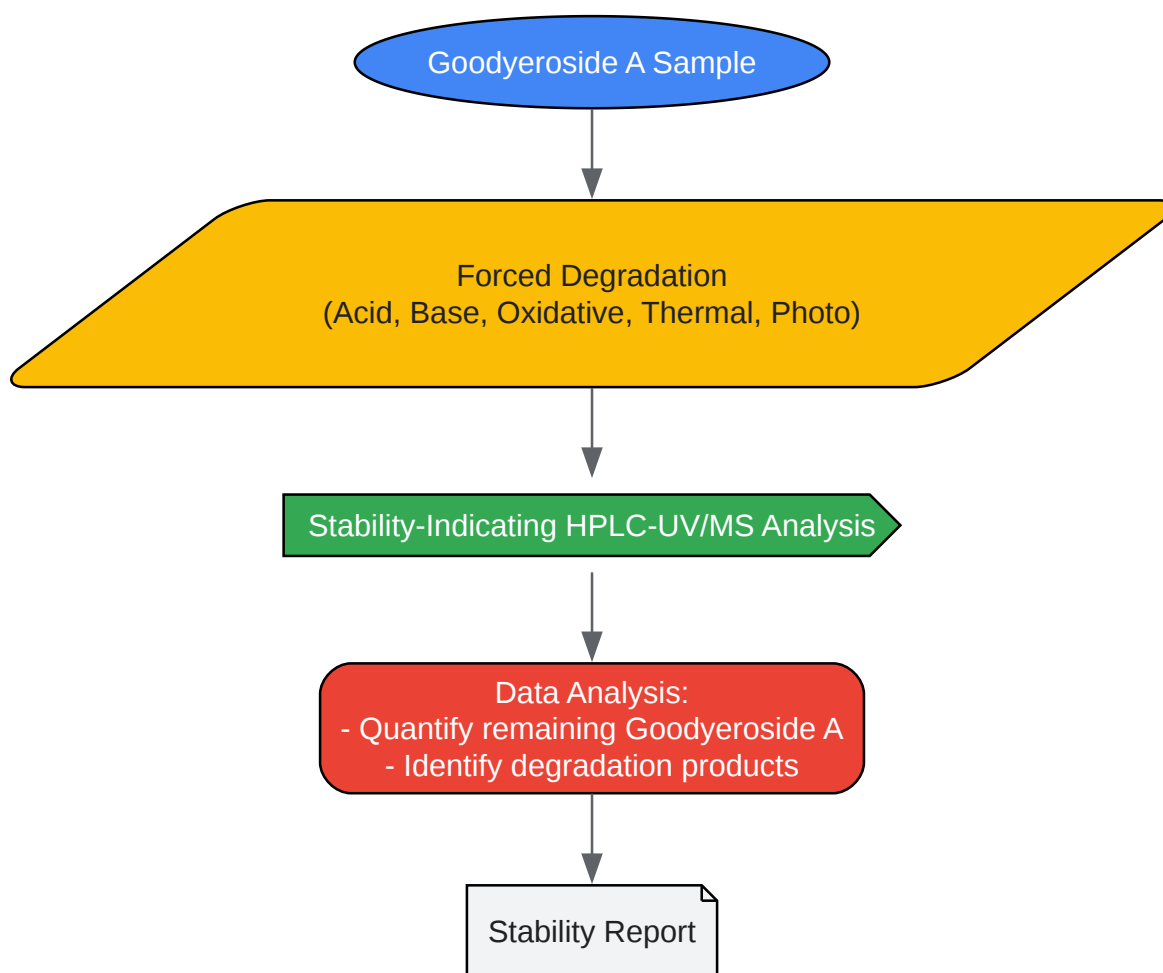 Goodyeroside A Sample
Forced Degradation
(Acid, Base, Oxidative, Thermal, Photo)
Stability-Indicating HPLC-UV/MS Analysis
Data Analysis:
- Quantify remaining Goodyeroside A
- Identify degradation products
Stability Report